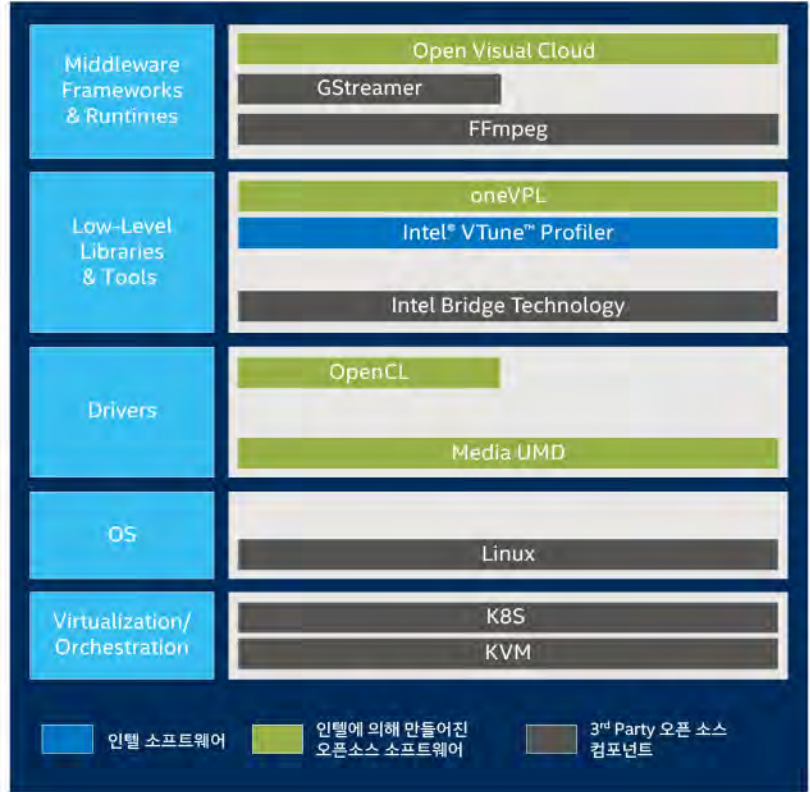 Middleware
Frameworks
& Runtimes
Open Visual Cloud
GStreamer
FFmpeg
Low-Level
Libraries
& Tools
oneVPL
Intel® VTune™ Profiler
Intel Bridge Technology
Drivers
OpenCL
Media UMD
OS
Linux
Virtualization/
Orchestration
K8S
KVM
인텔 소프트웨어
인텔에 의해 만들어진
오픈소스 소프트웨어
3rd Party 오픈 소스
컴포넌트